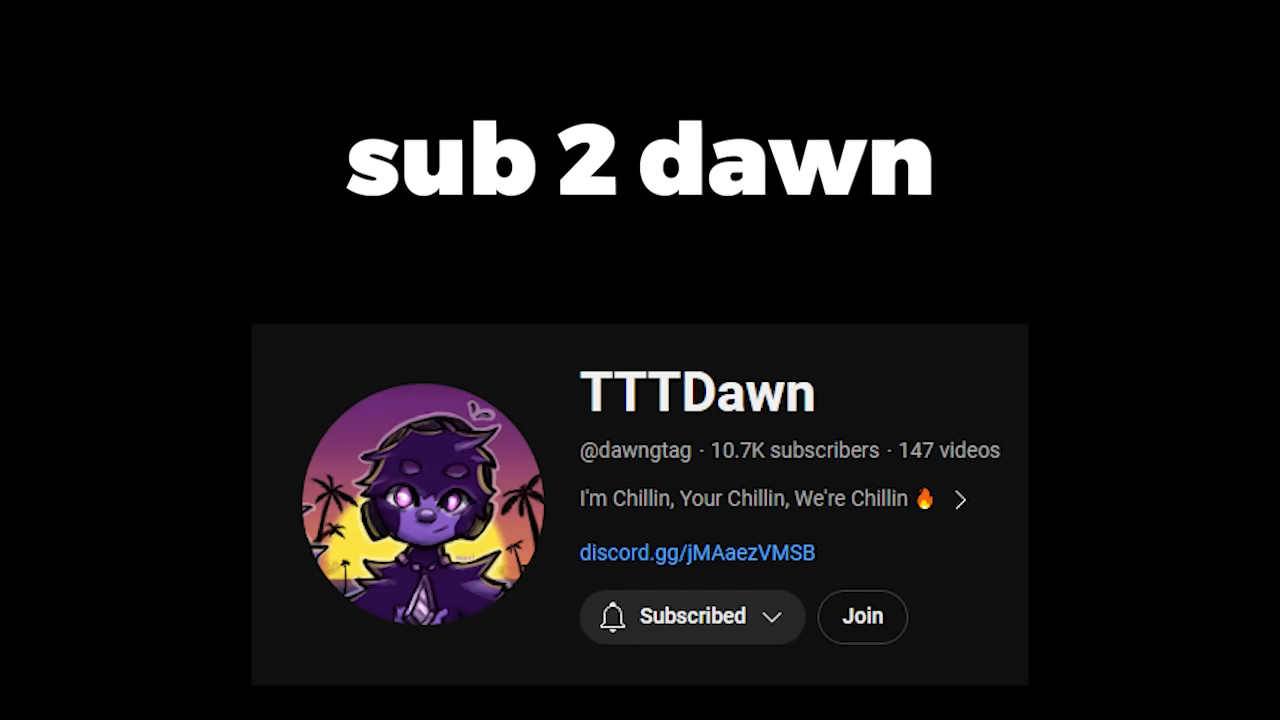 sub 2 dawn
TTTDawn
@dawngtag · 10.7K subscribers · 147 videos
I'm Chillin, Your Chillin, We're Chillin 🔥
discord.gg/jMAaezVMSB
Subscribed
Join